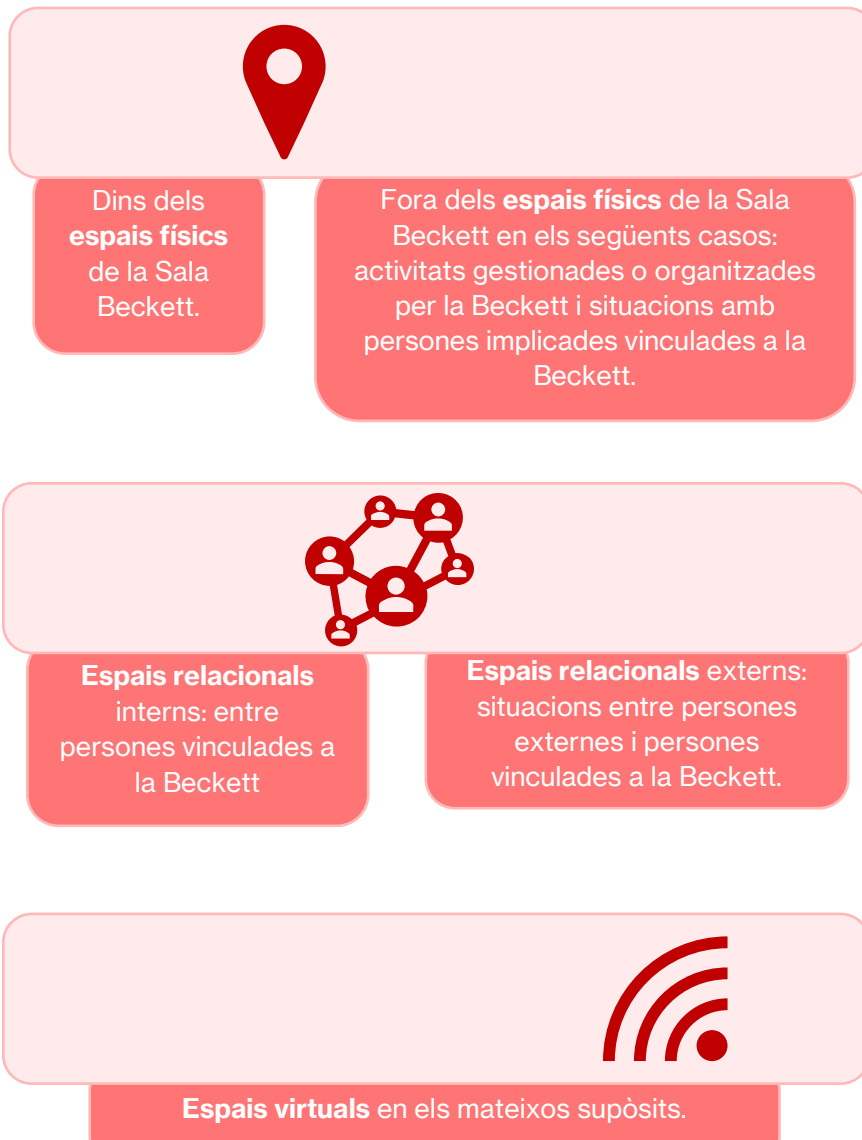 Dins dels
espais físics
de la Sala
Beckett.
Fora dels espais físics de la Sala
Beckett en els següents casos:
activitats gestionades o organitzades
per la Beckett i situacions amb
persones implicades vinculades a la
Beckett.
Espais relacionals
interns: entre
persones vinculades a
la Beckett
Espais relacionals externs:
situacions entre persones
externes i persones
vinculades a la Beckett.
Espais virtuals en els mateixos supòsits.